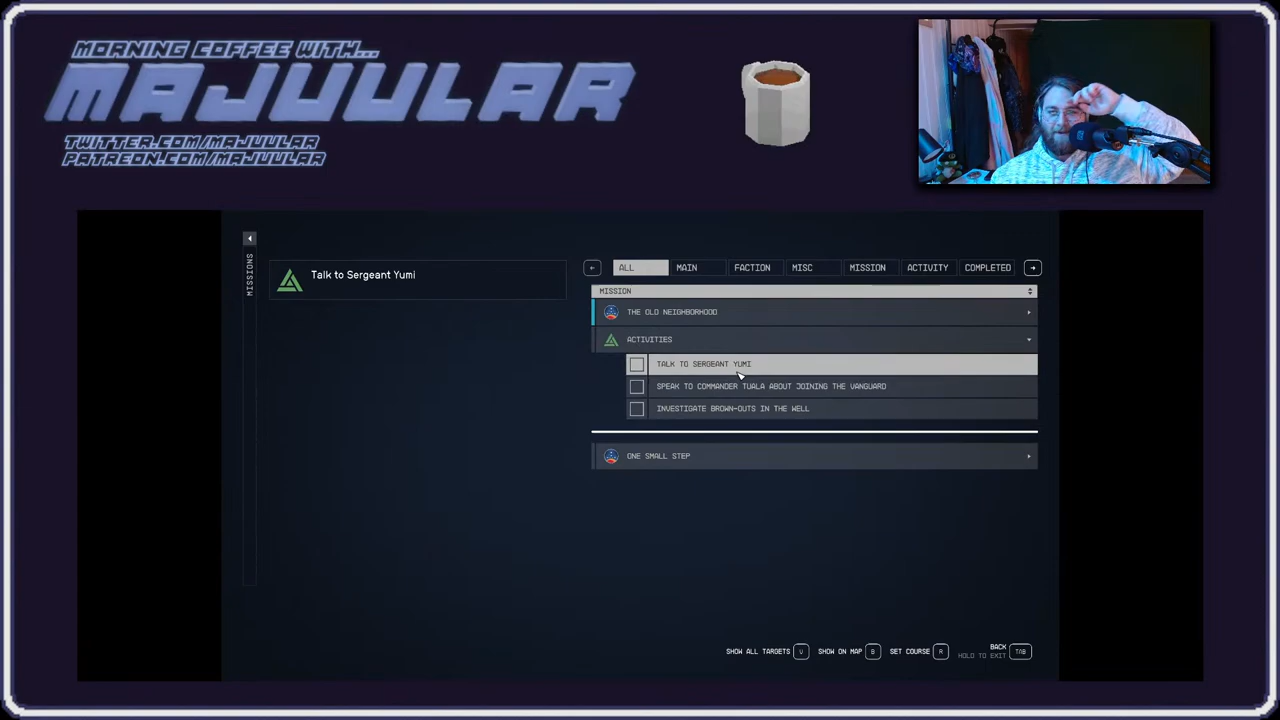 MORNING COFFEE WITH...
MAJUULAR
TWITTER.COM/MAJUULAR
PATREON.COM/MAJUULAR
MISSIONS
Talk to Sergeant Yumi
ALL MAIN FACTION MISC MISSION ACTIVITY COMPLETED
MISSION
THE OLD NEIGHBORHOOD
ACTIVITIES
TALK TO SERGEANT YUMI
SPEAK TO COMMANDER TUALA ABOUT JOINING THE VANGUARD
INVESTIGATE BROWN-OUTS IN THE WELL
ONE SMALL STEP
SHOW ALL TARGETS V SHOW ON MAP B SET COURSE R BACK TAB
HOLD TO EXIT